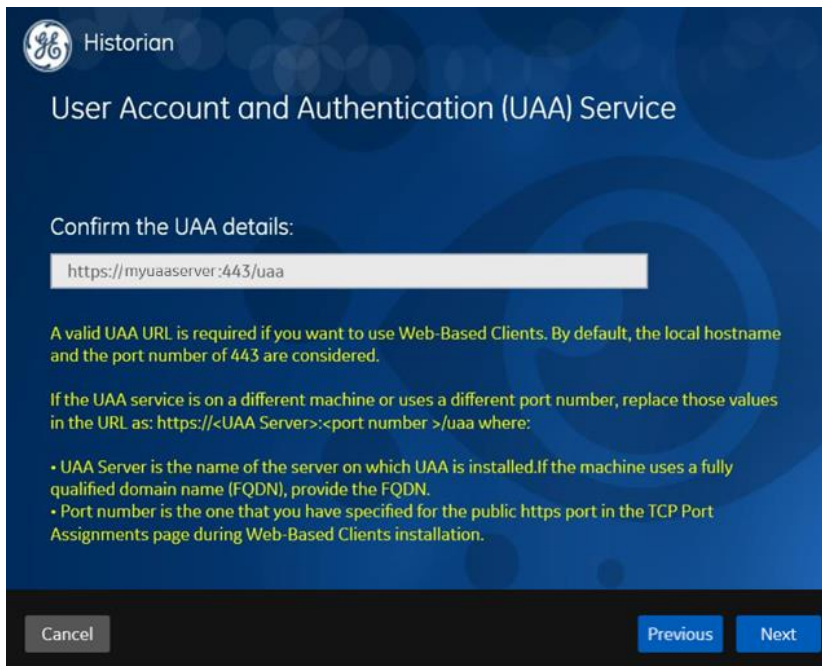 Historian
User Account and Authentication (UAA) Service
Confirm the UAA details:
https://myuaaserver:443/uaa
A valid UAA URL is required if you want to use Web-Based Clients. By default, the local hostname
and the port number of 443 are considered.
If the UAA service is on a different machine or uses a different port number, replace those values
in the URL as: https://<UAA Server>:<port number >/uaa where:
• UAA Server is the name of the server on which UAA is installed.If the machine uses a fully
qualified domain name (FQDN), provide the FQDN.
• Port number is the one that you have specified for the public https port in the TCP Port
Assignments page during Web-Based Clients installation.
Cancel
Previous
Next